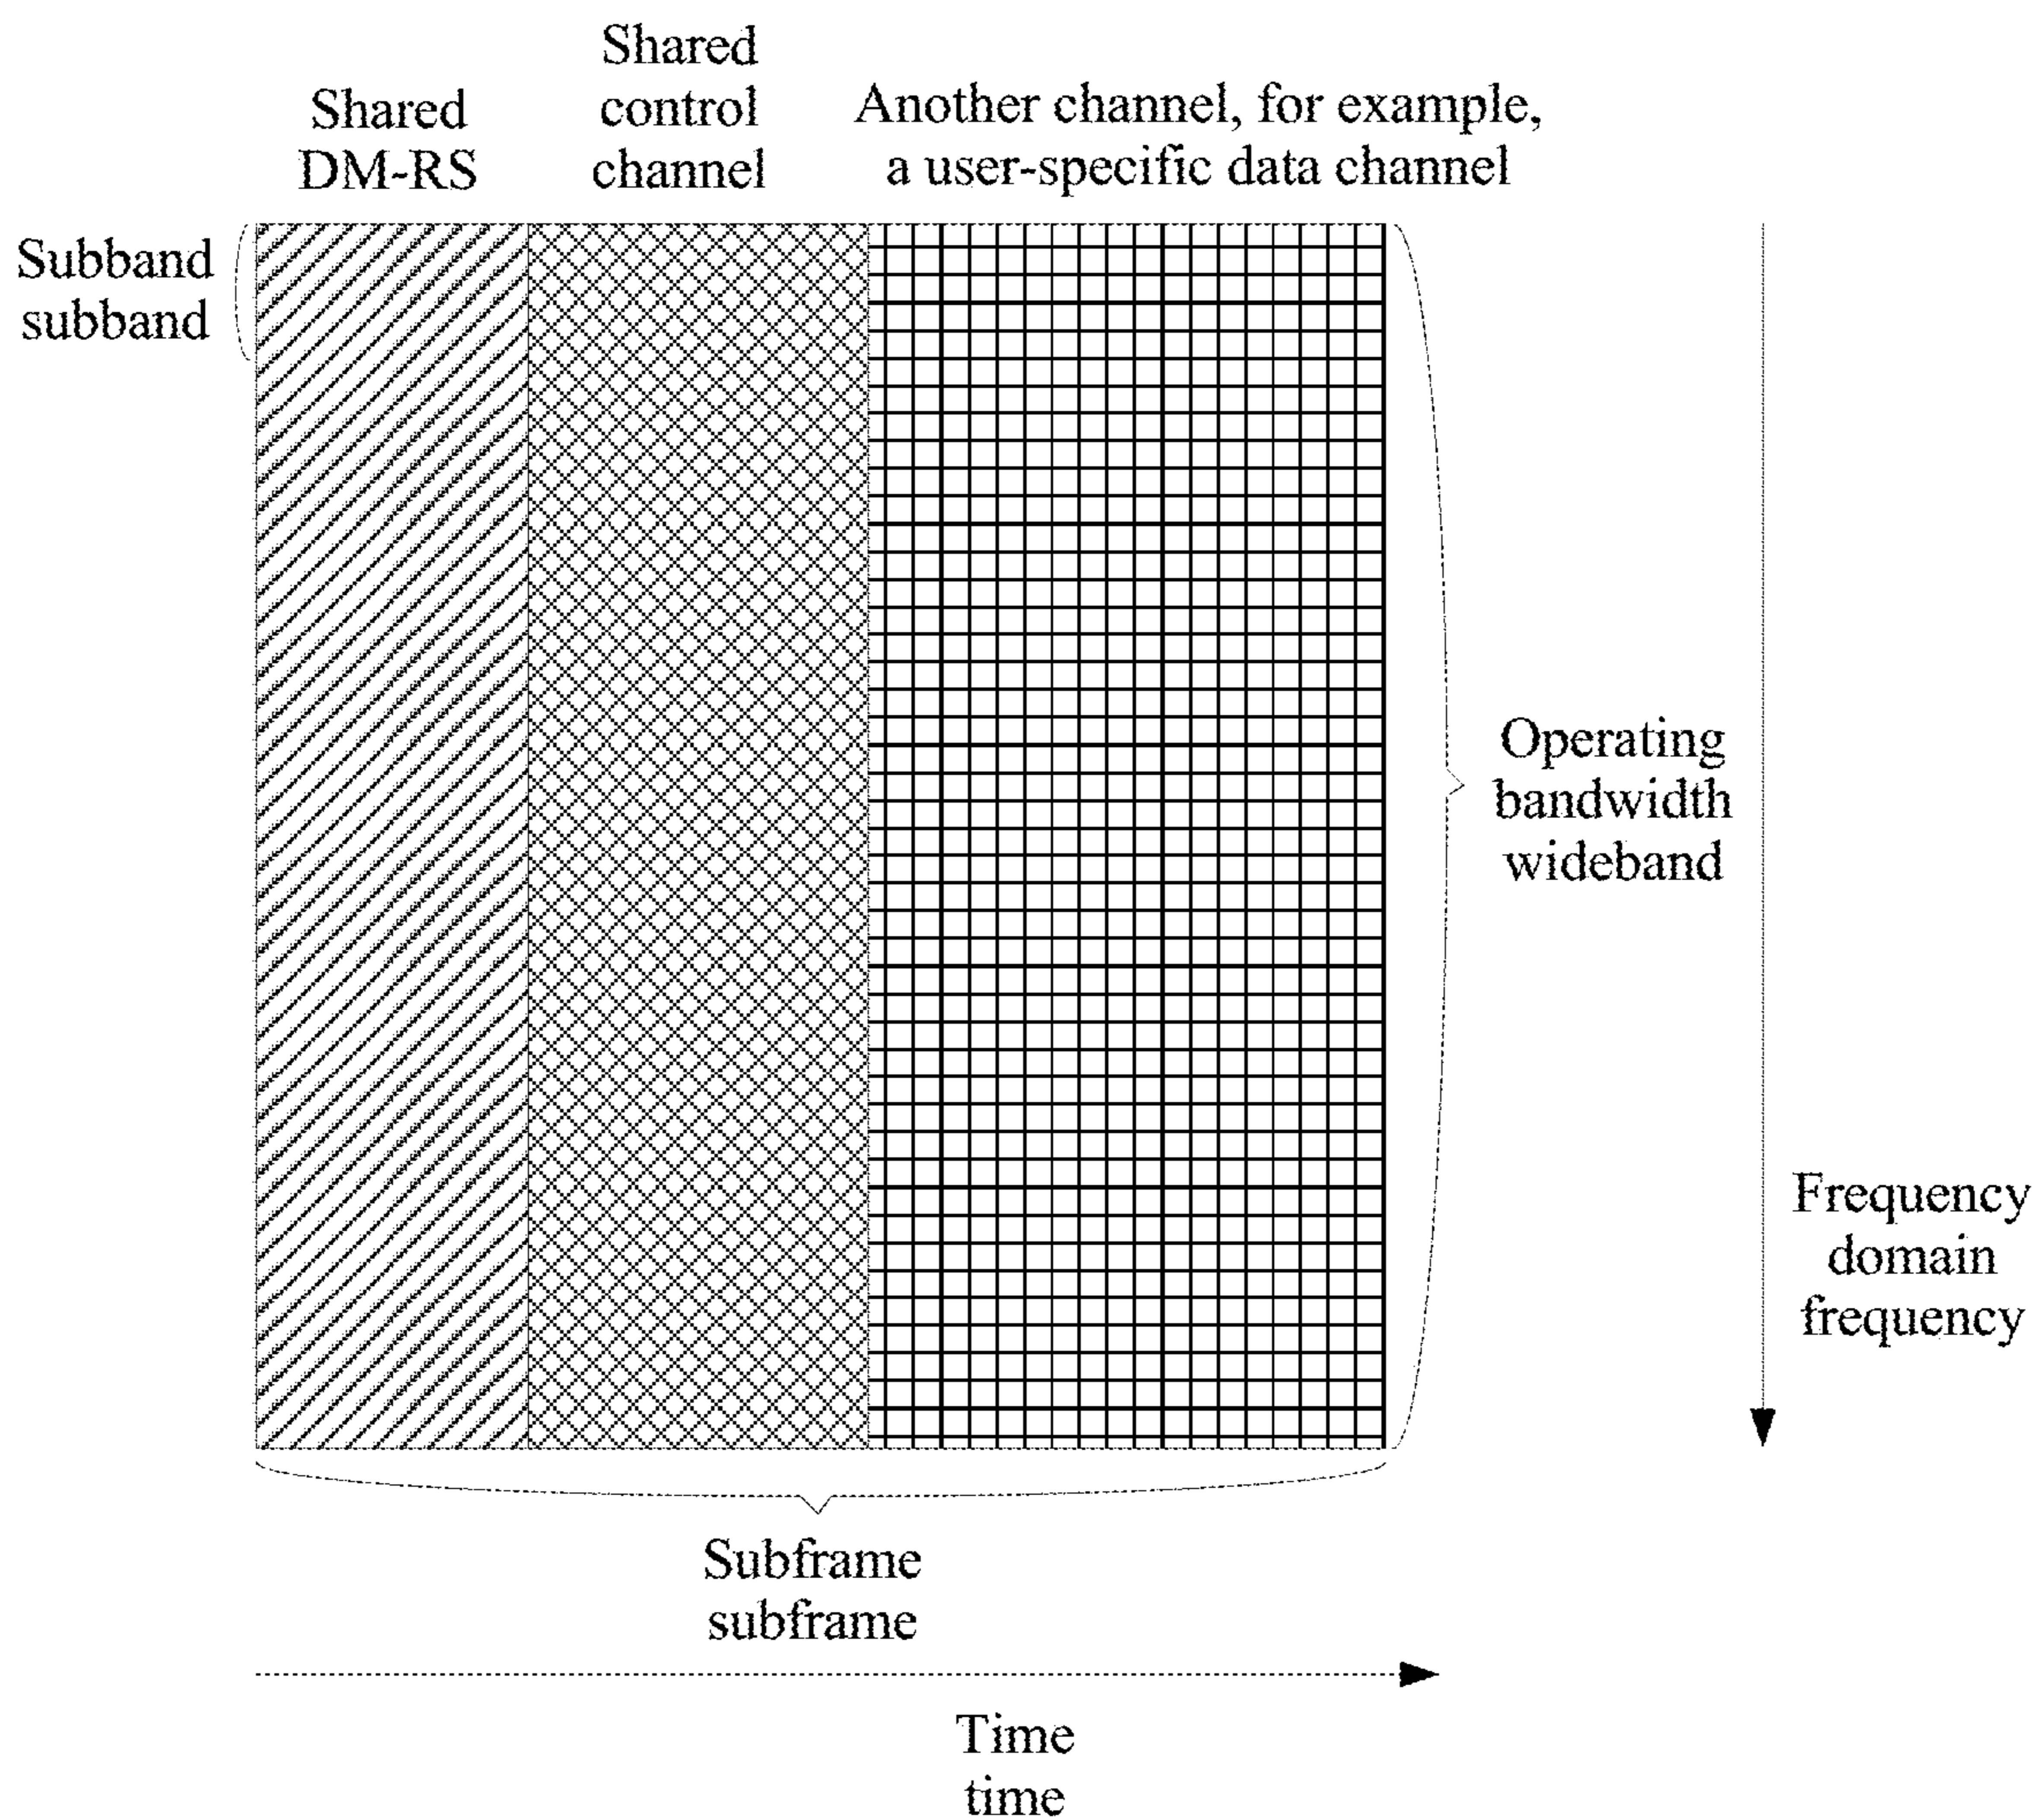 Shared
DM-RS
Shared
control
channel
Another channel, for example,
a user-specific data channel
Subband
subband
Operating
bandwidth
wideband
Frequency
domain
frequency
Subframe
subframe
Time
time